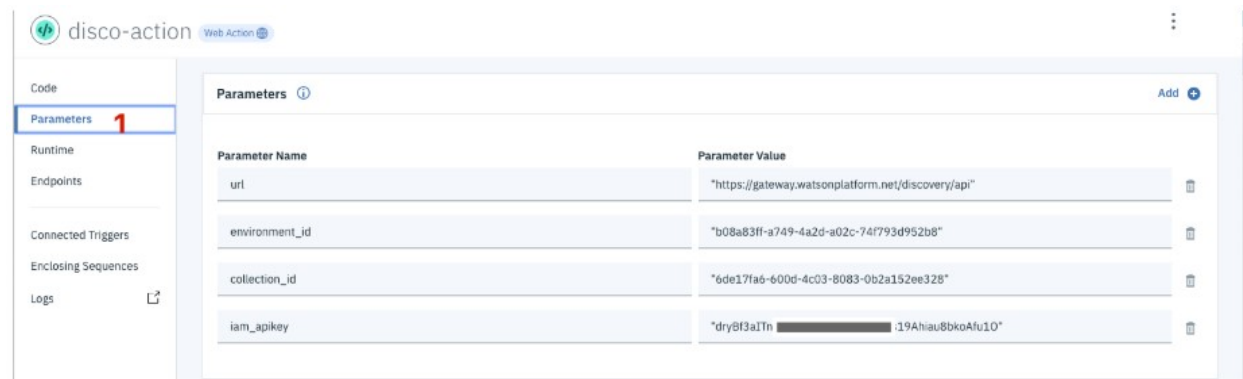 disco-action Web Action
Code
Parameters 1
Runtime
Endpoints
Connected Triggers
Enclosing Sequences
Logs
Parameters
Add
Parameter Name Parameter Value
url "https://gateway.watsonplatform.net/discovery/api"
environment_id "b08a83ff-a749-4a2d-a02c-74f793d952b8"
collection_id "6de17fa6-600d-4c03-8083-0b2a152ee328"
iam_apikey